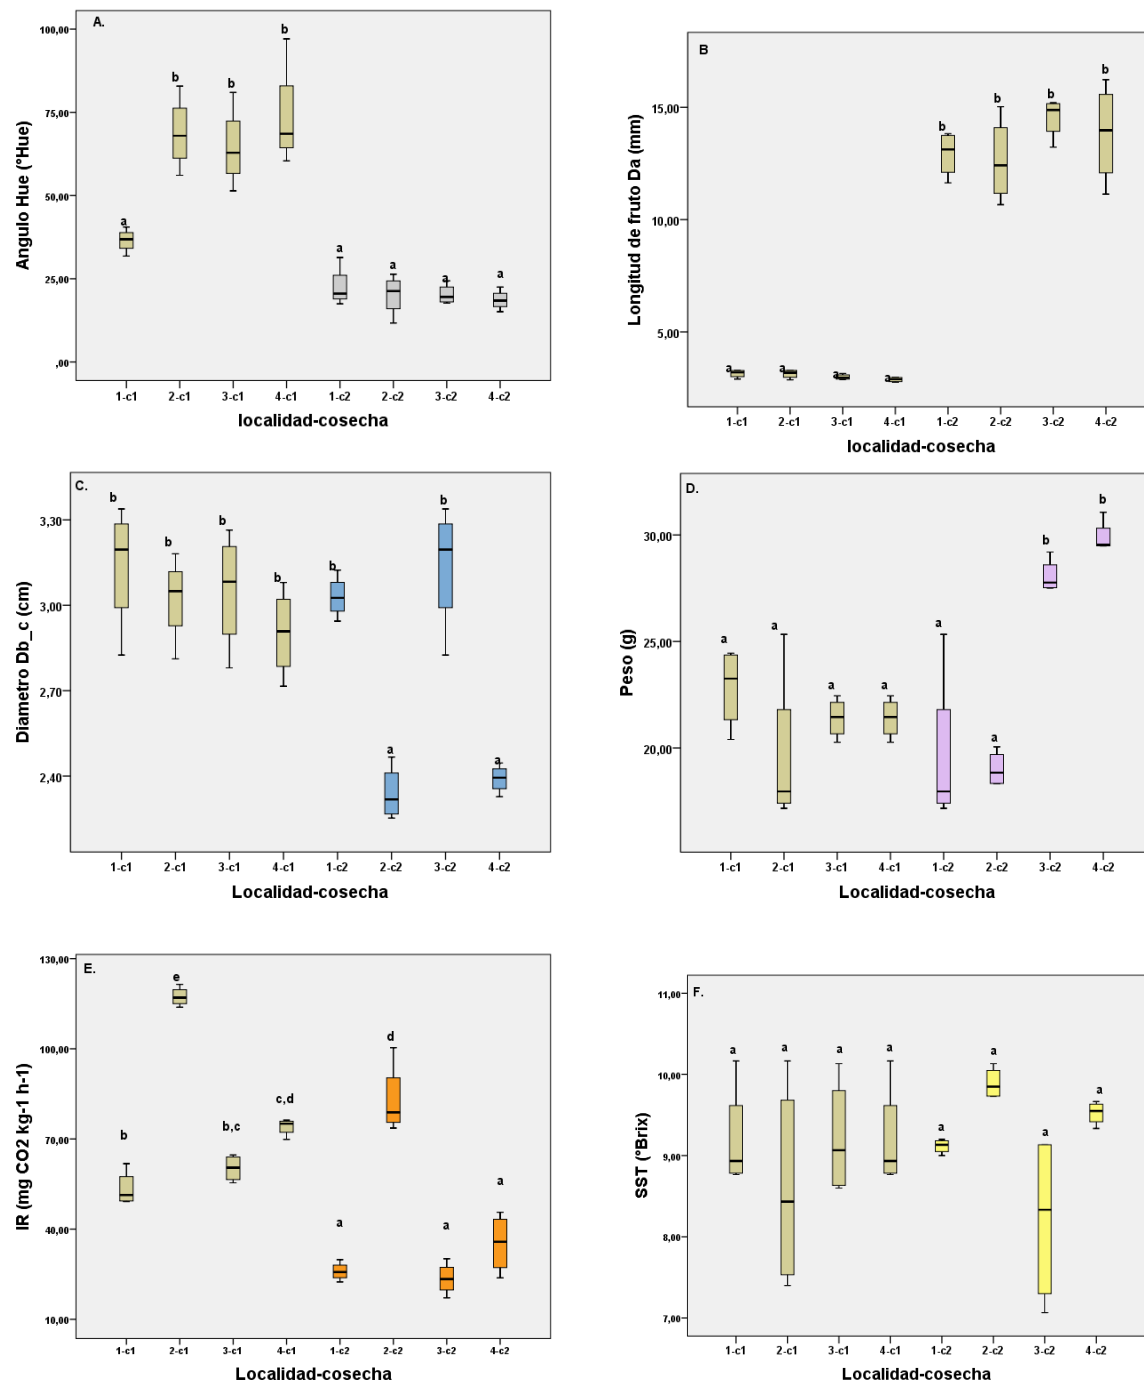 A.
100,00
75,00
50,00
25,00
,00
Angulo Hue (°Hue)
a
b
b
b
a
a
a
a
1-c1 2-c1 3-c1 4-c1 1-c2 2-c2 3-c2 4-c2
localidad-cosecha
B
15,00
10,00
5,00
Longitud de fruto Da (mm)
a
a
a
a
b
b
b
b
1-c1 2-c1 3-c1 4-c1 1-c2 2-c2 3-c2 4-c2
localidad-cosecha
C.
3,30
3,00
2,70
2,40
Diametro Db_c (cm)
b
b
b
b
b
a
b
a
1-c1 2-c1 3-c1 4-c1 1-c2 2-c2 3-c2 4-c2
Localidad-cosecha
D.
30,00
25,00
20,00
Peso (g)
a
a
a
a
a
a
b
b
1-c1 2-c1 3-c1 4-c1 1-c2 2-c2 3-c2 4-c2
Localidad-cosecha
E.
130,00
100,00
70,00
40,00
10,00
IR (mg CO2 kg-1 h-1)
b
e
b,c
c,d
a
d
a
a
1-c1 2-c1 3-c1 4-c1 1-c2 2-c2 3-c2 4-c2
Localidad-cosecha
F.
11,00
10,00
9,00
8,00
7,00
SST (°Brix)
a
a
a
a
a
a
a
a
1-c1 2-c1 3-c1 4-c1 1-c2 2-c2 3-c2 4-c2
Localidad-cosecha